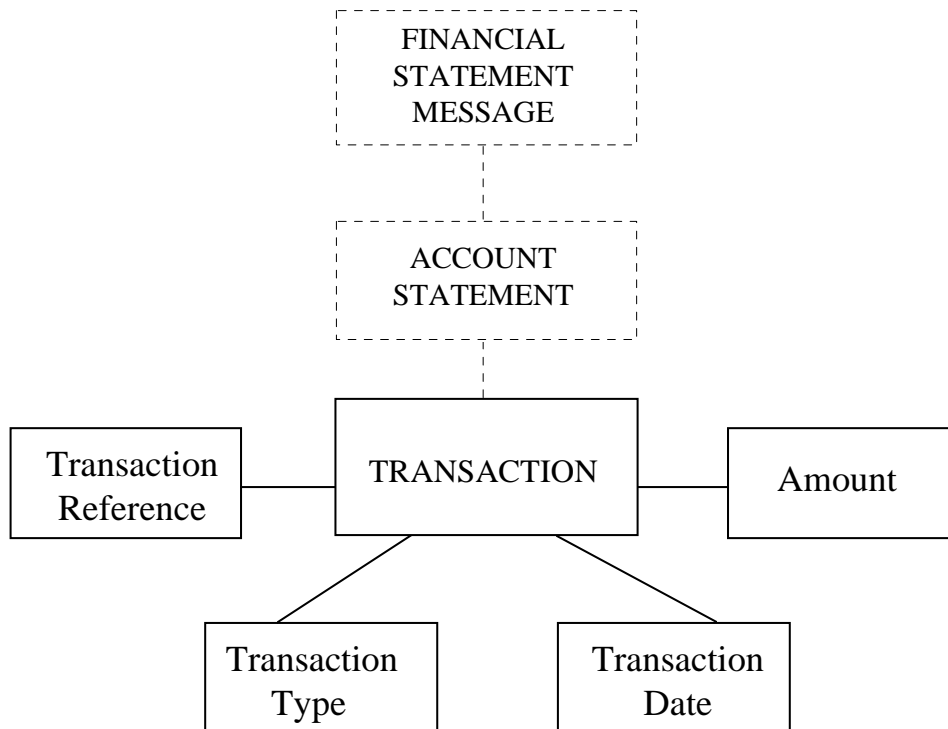 FINANCIAL
STATEMENT
MESSAGE
ACCOUNT
STATEMENT
Transaction
Reference
TRANSACTION
Amount
Transaction
Type
Transaction
Date